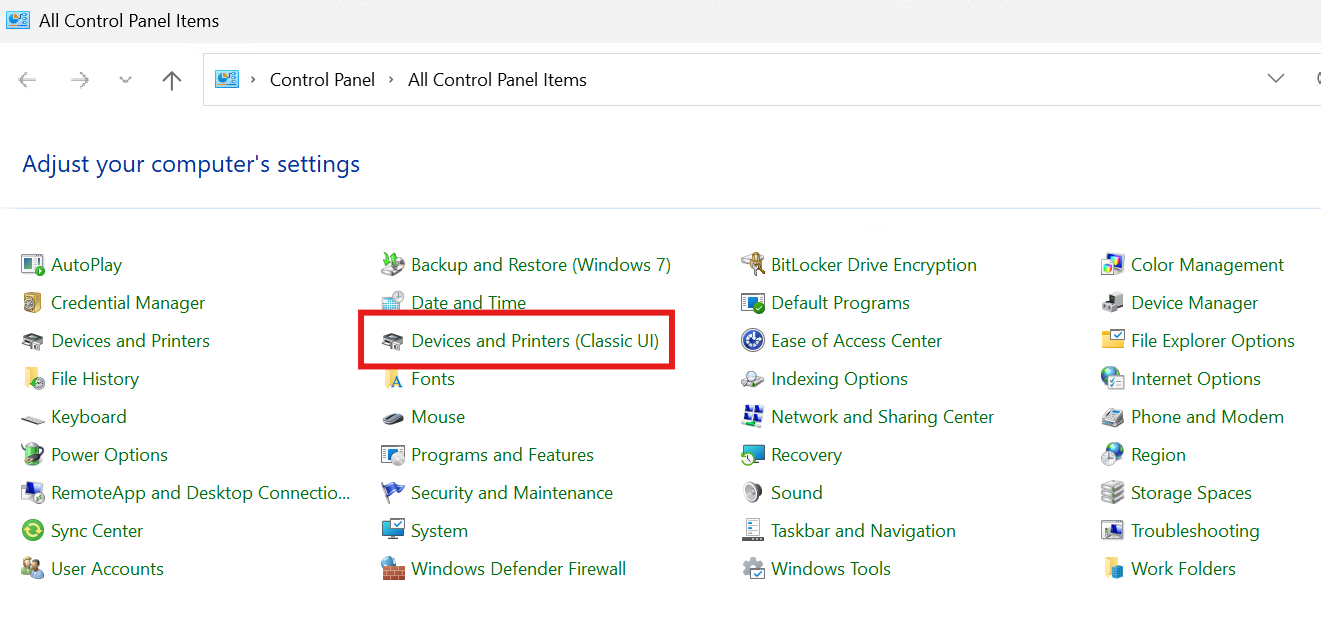 All Control Panel Items
Control Panel › All Control Panel Items
Adjust your computer's settings
AutoPlay Backup and Restore (Windows 7) BitLocker Drive Encryption Color Management
Credential Manager Date and Time Default Programs Device Manager
Devices and Printers Devices and Printers (Classic UI) Ease of Access Center File Explorer Options
File History Fonts Indexing Options Internet Options
Keyboard Mouse Network and Sharing Center Phone and Modem
Power Options Programs and Features Recovery Region
RemoteApp and Desktop Connectio... Security and Maintenance Sound Storage Spaces
Sync Center System Taskbar and Navigation Troubleshooting
User Accounts Windows Defender Firewall Windows Tools Work Folders